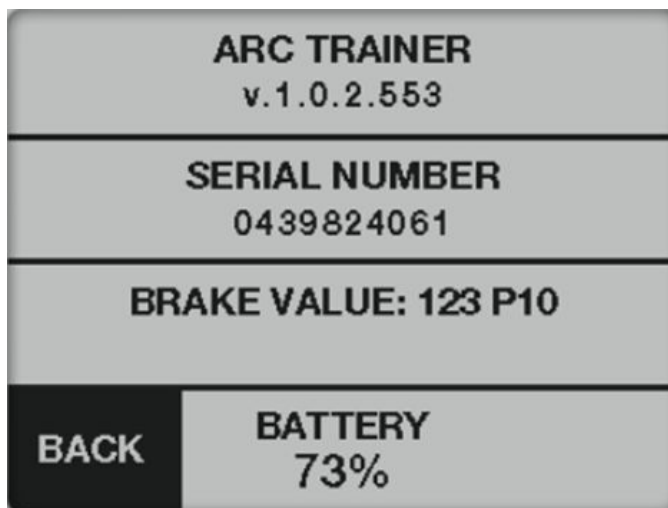 ARC TRAINER
v.1.0.2.553
SERIAL NUMBER
0439824061
BRAKE VALUE: 123 P10
BACK
BATTERY
73%